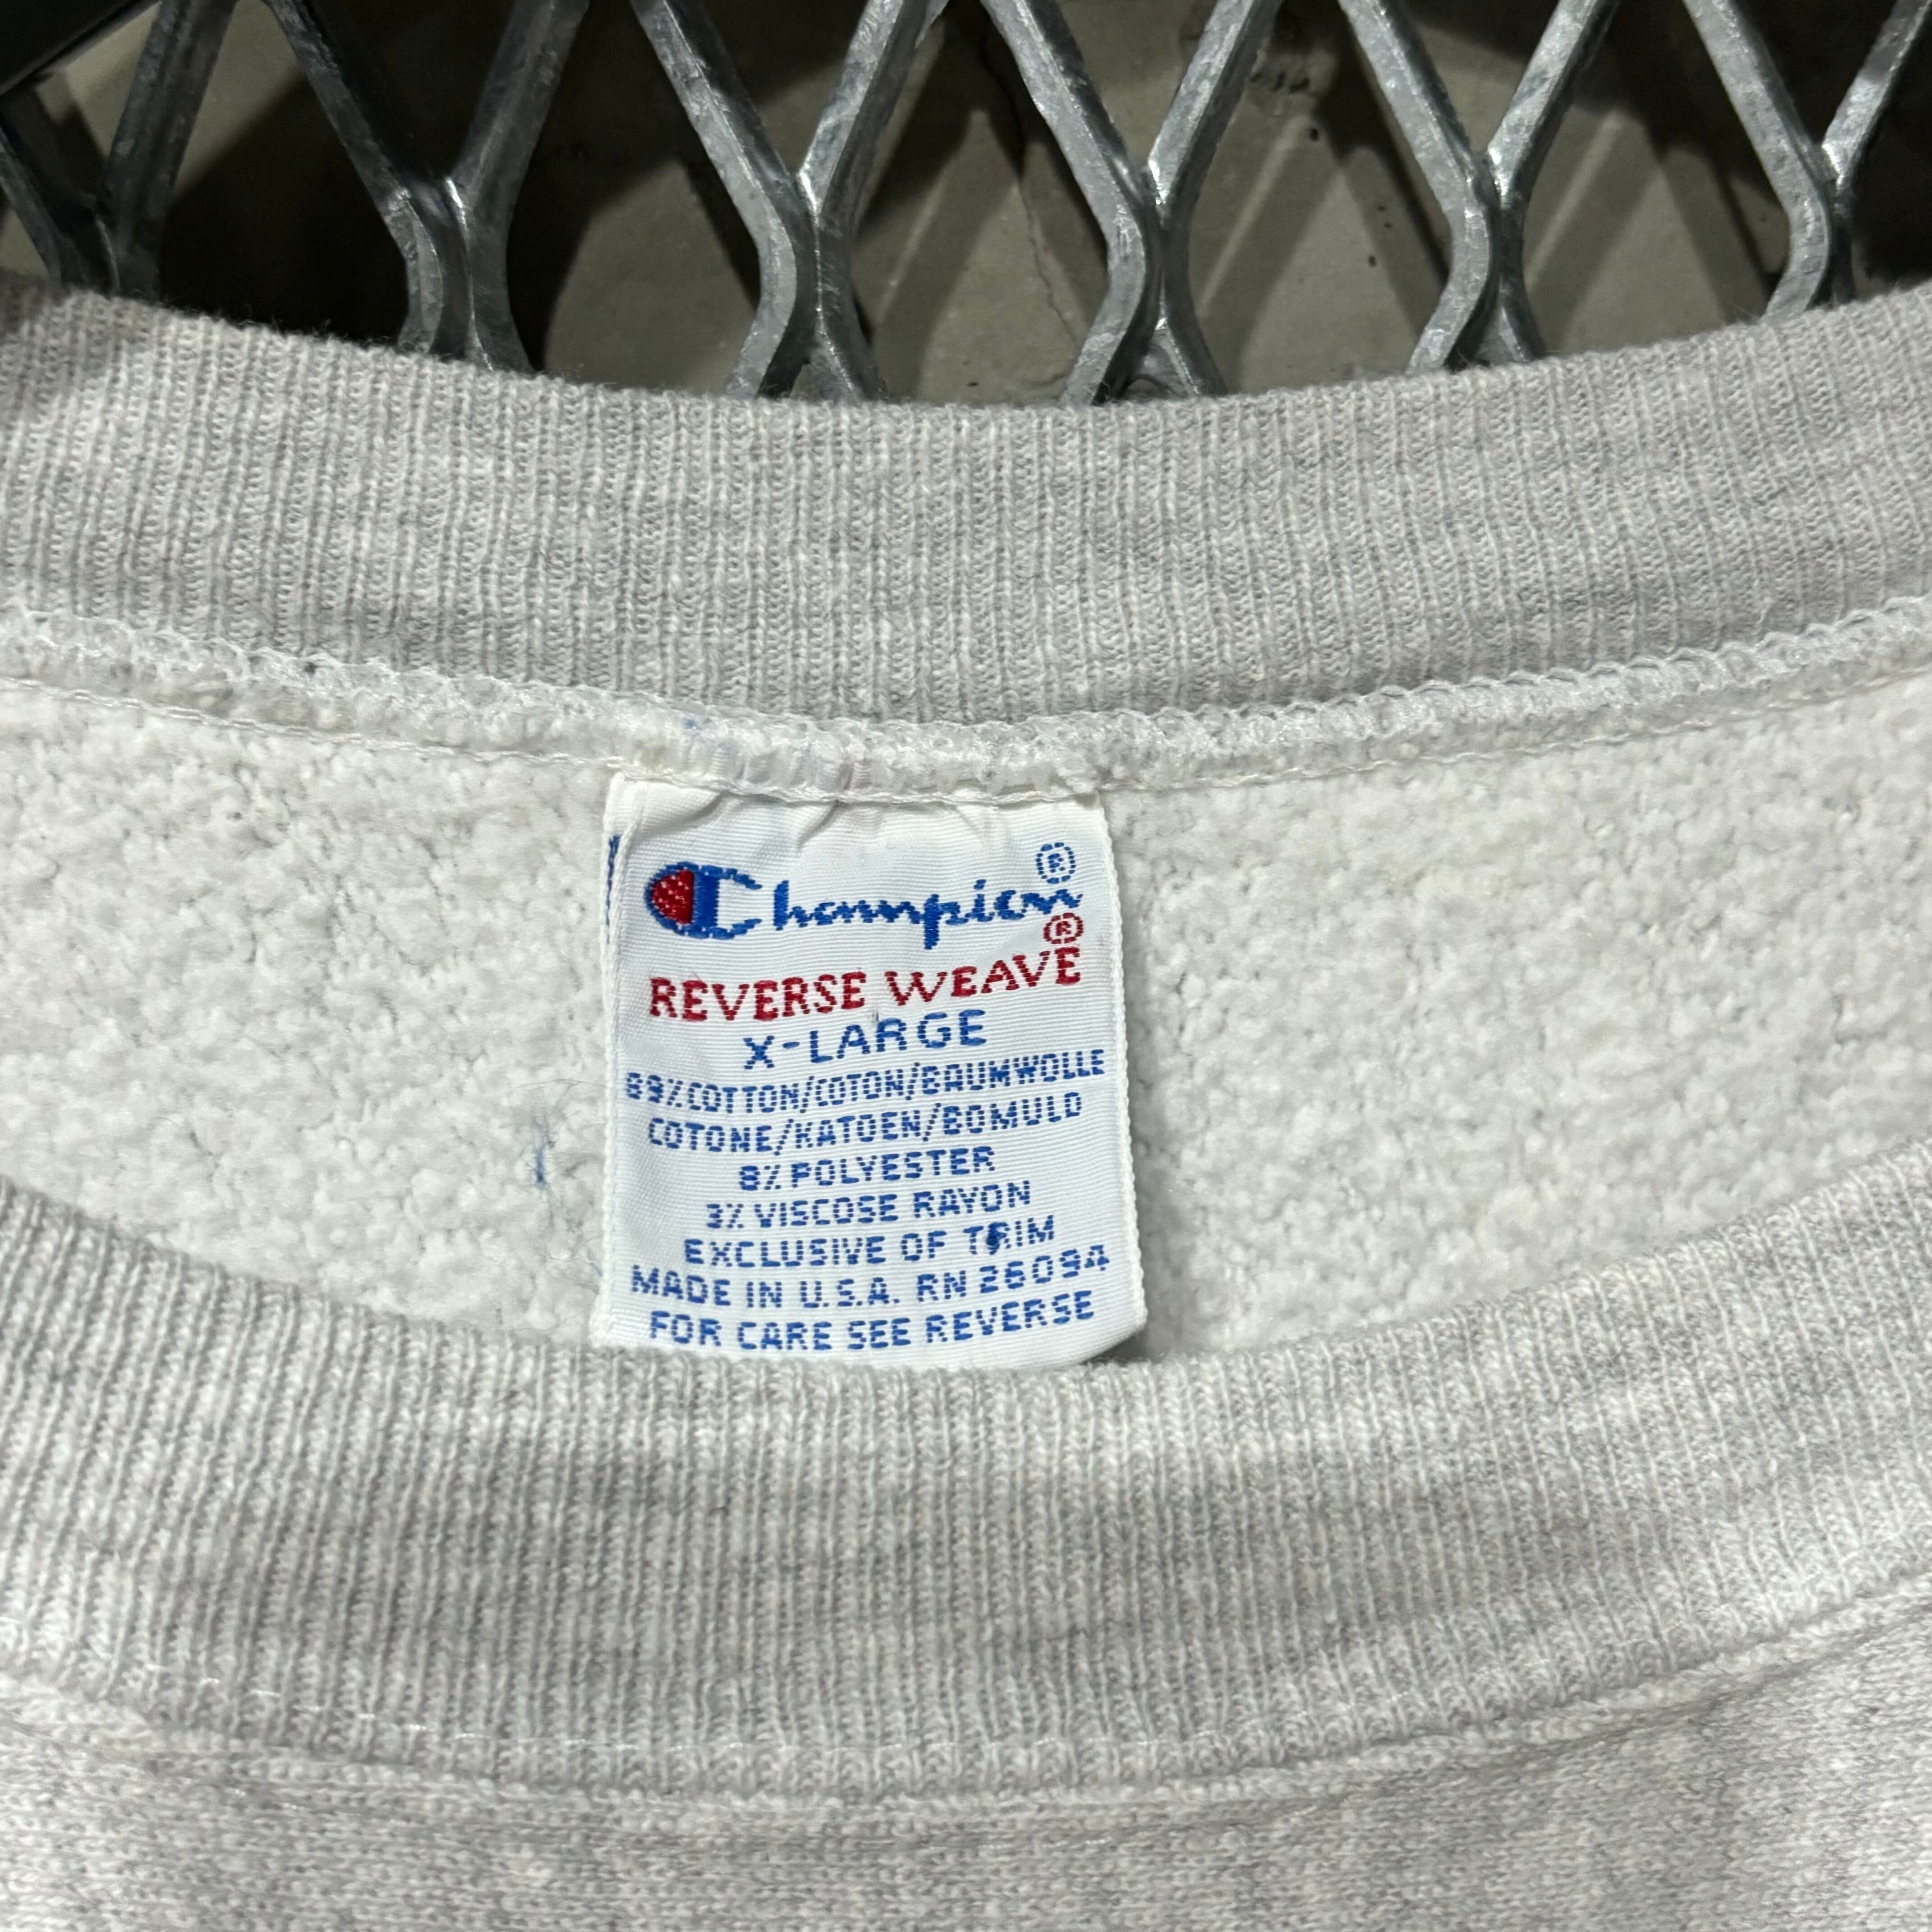 Champion®
REVERSE WEAVE®
X-LARGE
89% COTTON/COTON/BAUMWOLLE
COTONE/KATOEN/BOMULD
8% POLYESTER
3% VISCOSE RAYON
EXCLUSIVE OF TRIM
MADE IN U.S.A. RN 26094
FOR CARE SEE REVERSE